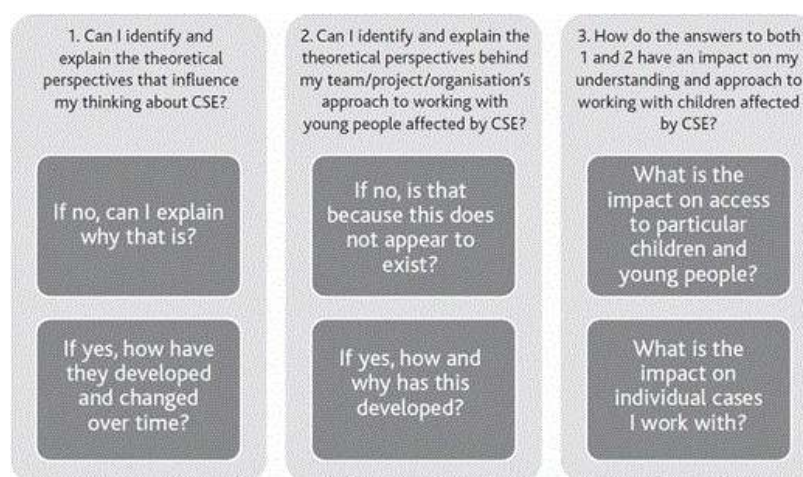 1. Can I identify and
explain the theoretical
perspectives that influence
my thinking about CSE?
If no, can I explain
why that is?
If yes, how have
they developed
and changed
over time?
2. Can I identify and explain the
theoretical perspectives behind
my team/project/organisation's
approach to working with
young people affected by CSE?
If no, is that
because this does
not appear to
exist?
If yes, how and
why has this
developed?
3. How do the answers to both
1 and 2 have an impact on my
understanding and approach to
working with children affected
by CSE?
What is the
impact on access
to particular
children and
young people?
What is the
impact on
individual cases
I work with?